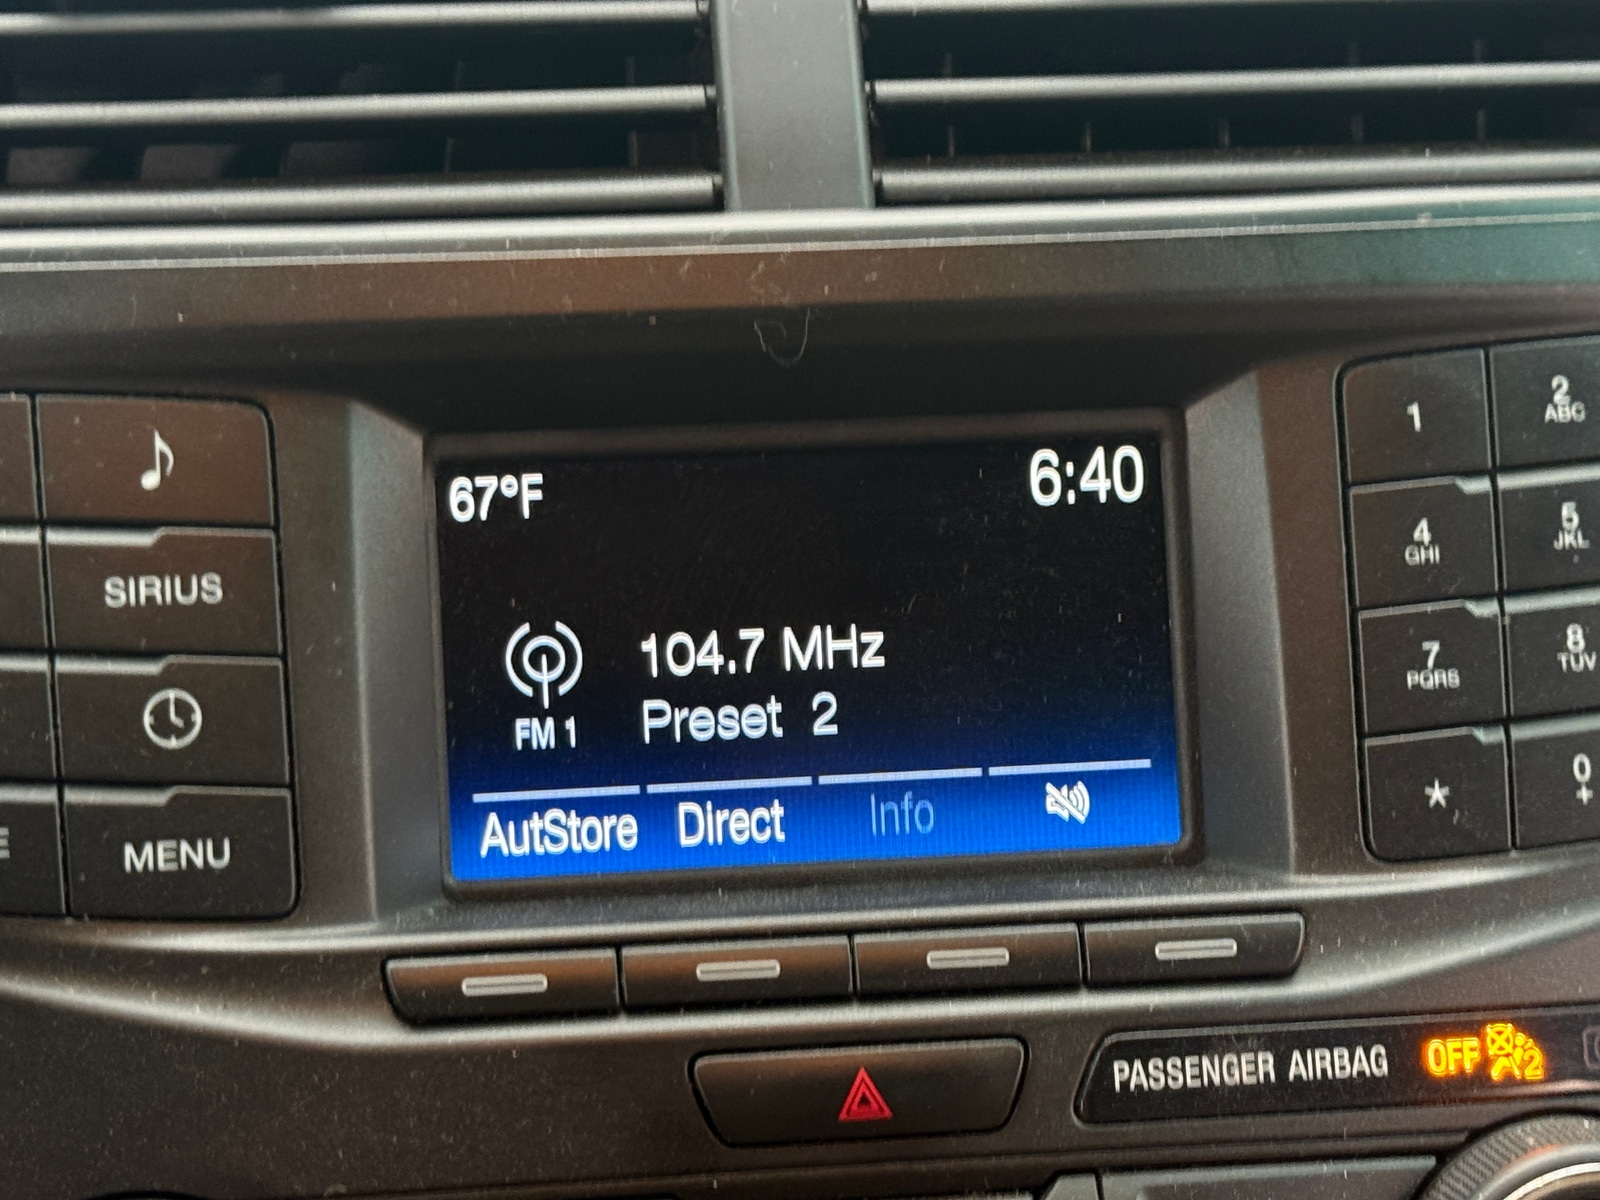 67°F
6:40
104.7 MHz
FM 1
Preset 2
AutStore
Direct
Info
SIRIUS
MENU
E
1
2
ABC
4
GHI
5
JKL
7
PQRS
8
TUV
*
0
+
PASSENGER AIRBAG
OFF
2